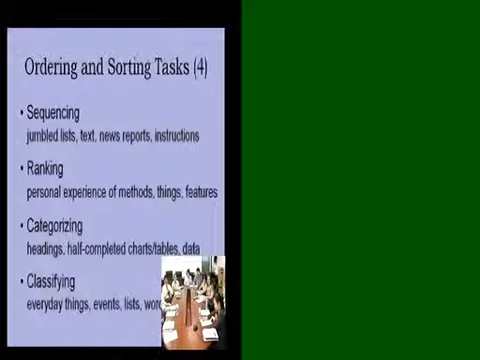 Ordering and Sorting Tasks (4)
• Sequencing
jumbled lists, text, news reports, instructions
• Ranking
personal experience of methods, things, features
• Categorizing
headings, half-completed charts/tables, data
• Classifying
everyday things, events, lists,